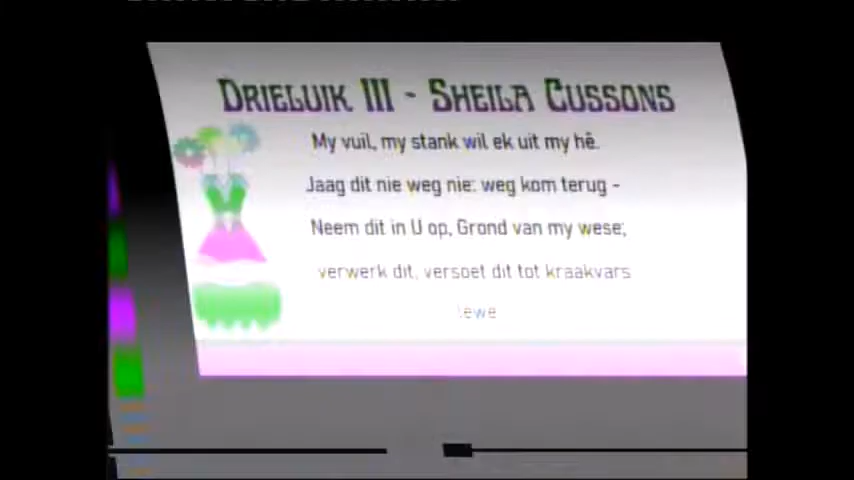 DRIELUIK III - SHEILA CUSSONS
My vuil, my stank wil ek uit my hê.
Jaag dit nie weg nie: weg kom terug -
Neem dit in U op, Grond van my wese;
verwerk dit, versoet dit tot kraakvars
lewe